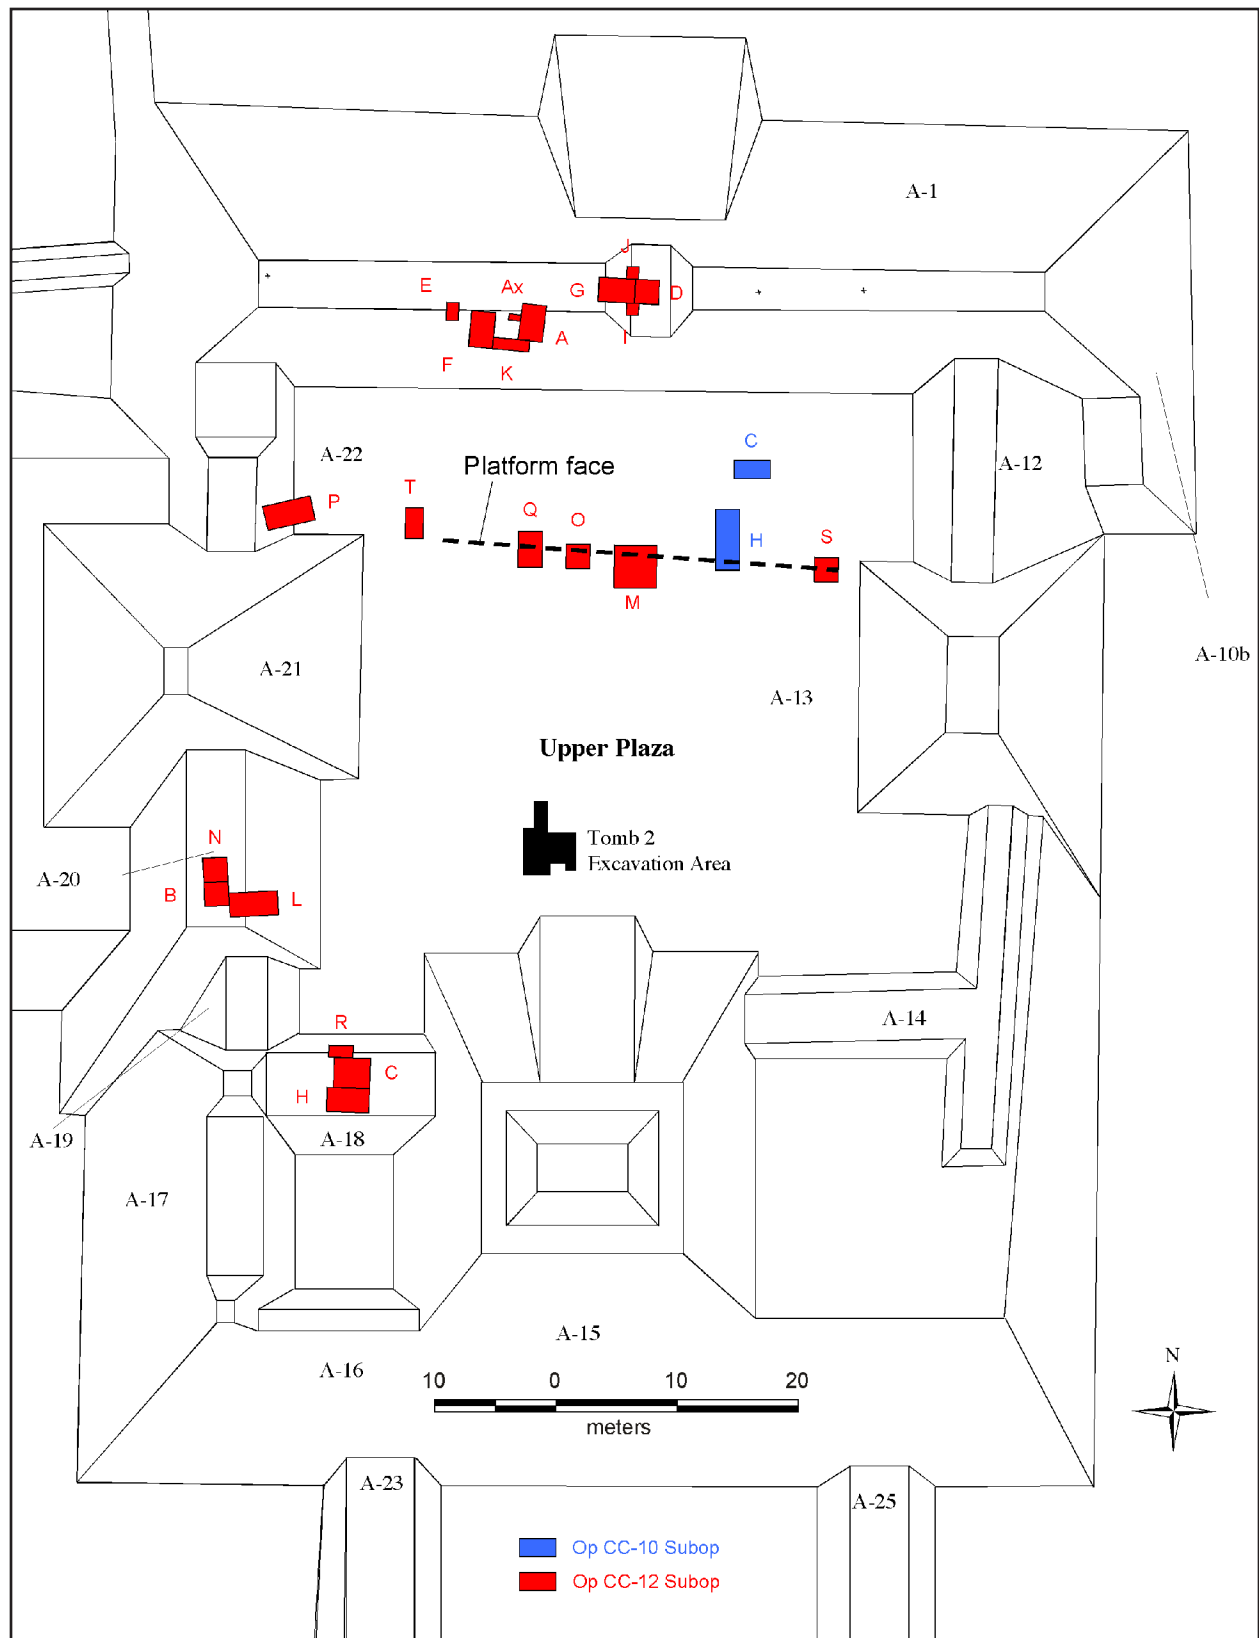 A-1
J
E
Ax
G
D
A
I
F
K
C
A-22
A-12
Platform face
P
T
Q
O
H
S
M
A-10b
A-21
A-13
Upper Plaza
N
Tomb 2
Excavation Area
A-20
B
L
R
A-14
C
H
A-19
A-18
A-17
A-15
N
A-16
10 0 10 20
meters
A-23
A-25
Op CC-10 Subop
Op CC-12 Subop